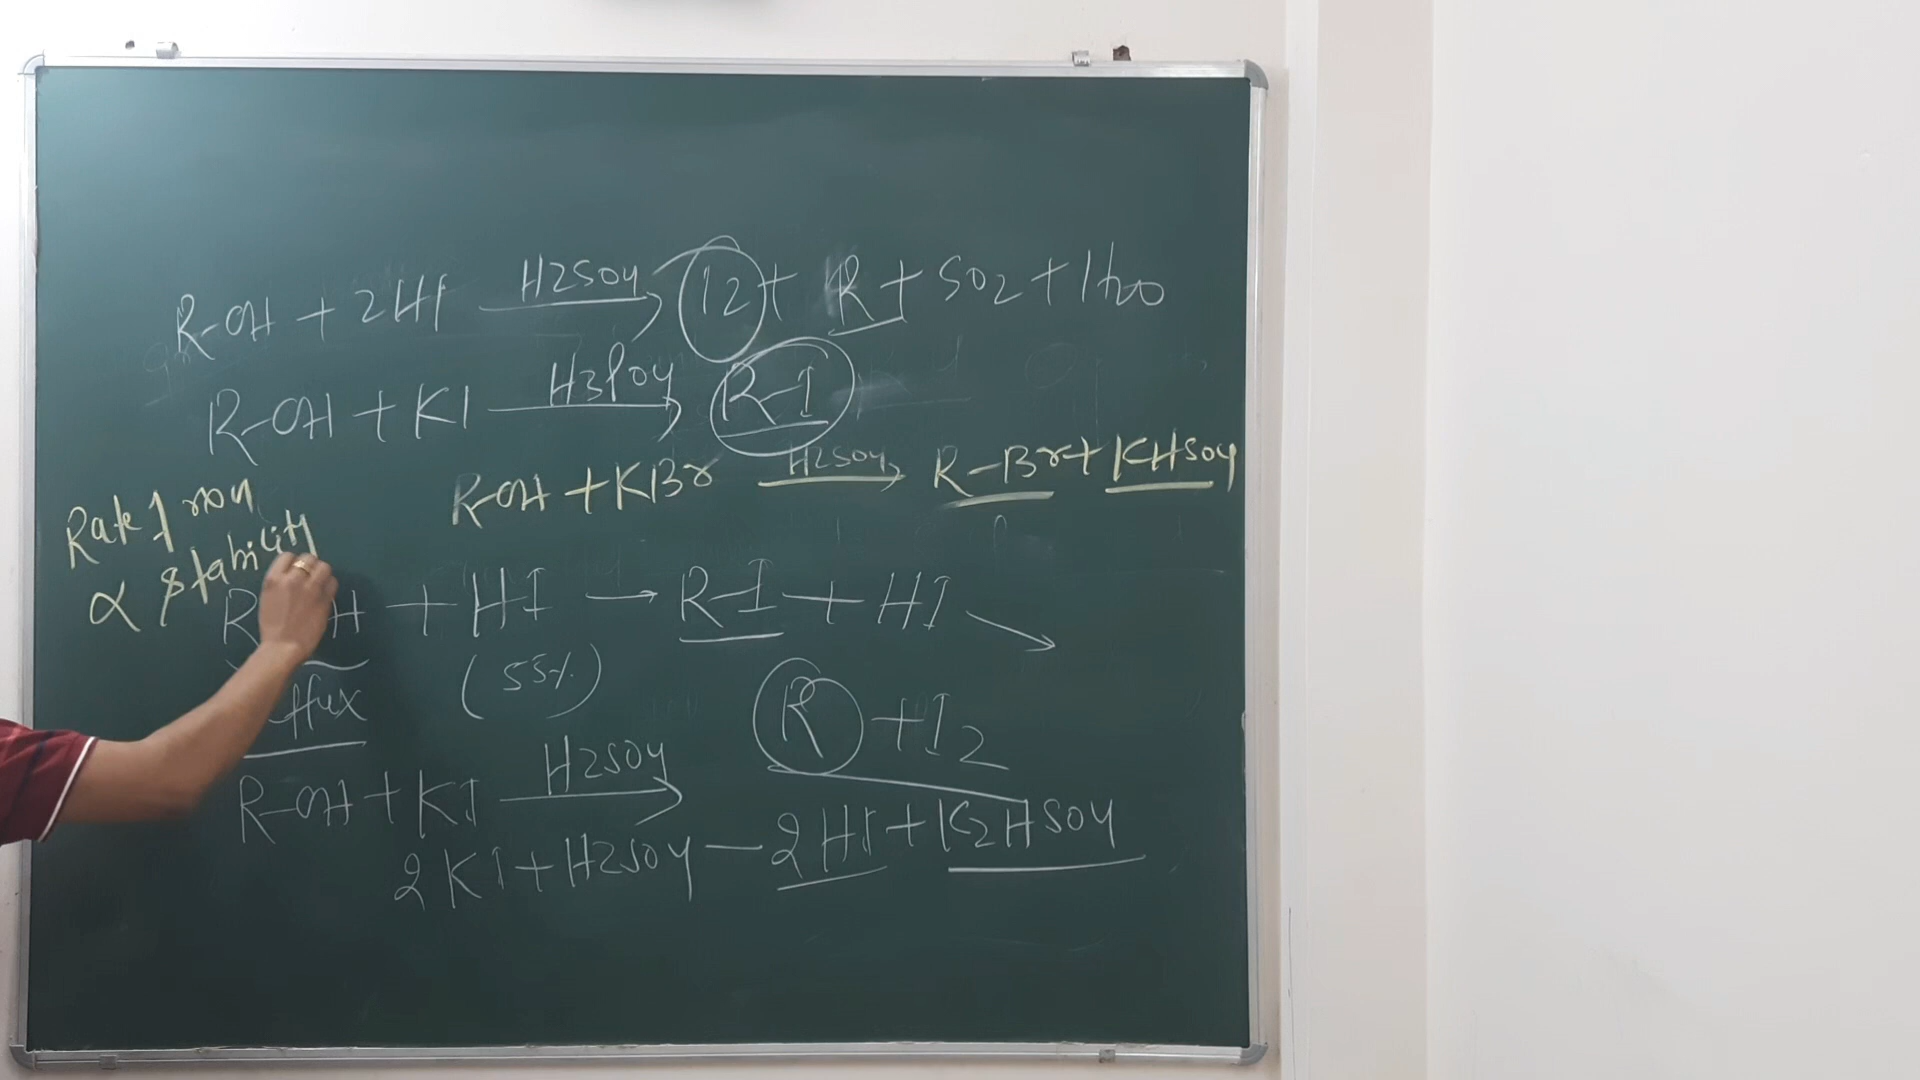 R-OH + 2HI H2SO4 → I2 + R + SO2 + H2O
R-OH + KI H3PO4 → R-I
R-OH + KBr H2SO4 → R-Br + KHSO4
Rate of rxn
α stability
R H + HI → R-I + HI →
(55%)
R + I2
R-OH + KI H2SO4 →
2KI + H2SO4 — 2HI + K2HSO4